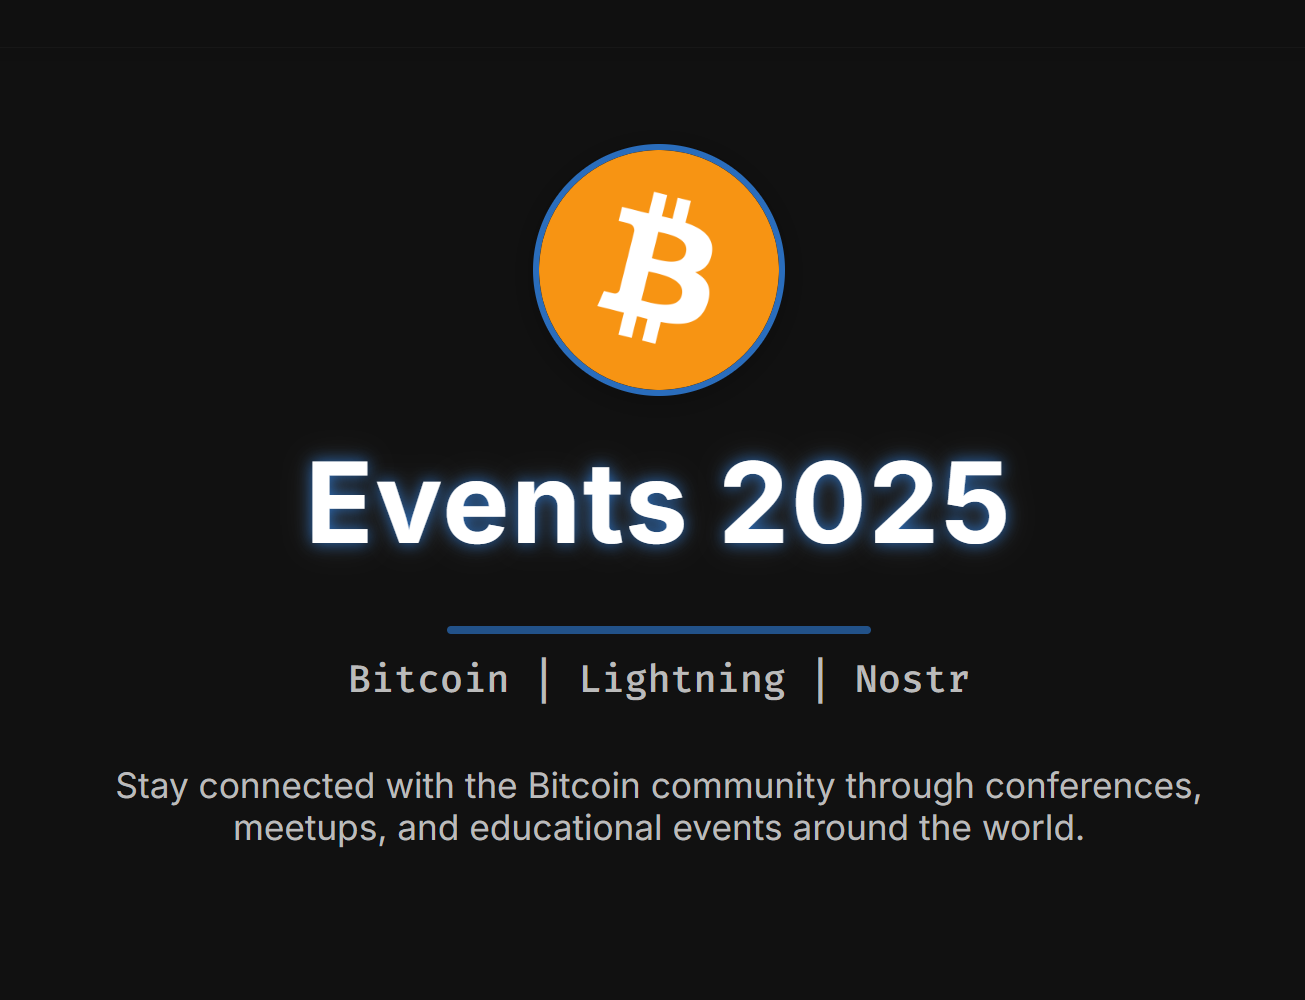 Events 2025
Bitcoin | Lightning | Nostr
Stay connected with the Bitcoin community through conferences,
meetups, and educational events around the world.